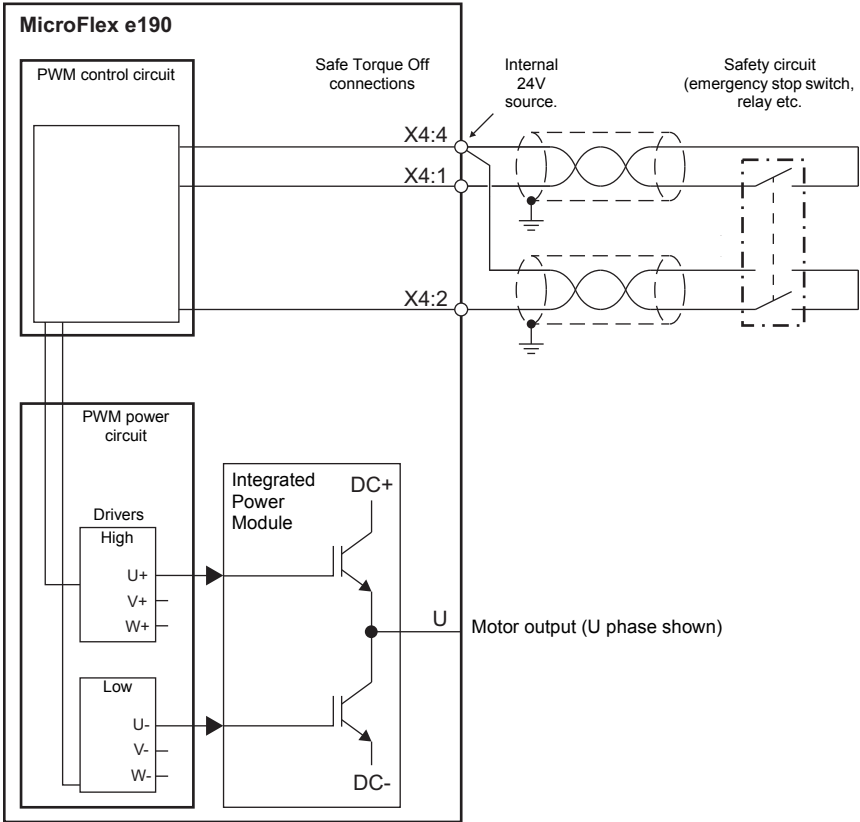 MicroFlex e190
PWM control circuit
Safe Torque Off
connections
Internal
24V
source.
Safety circuit
(emergency stop switch,
relay etc.
X4:4
X4:1
X4:2
PWM power
circuit
Drivers
High
U+
V+
W+
Low
U-
V-
W-
Integrated
Power
Module
DC+
DC-
U
Motor output (U phase shown)